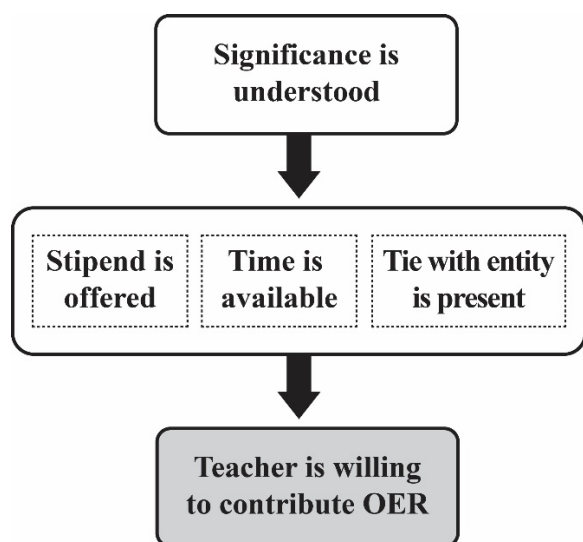 Significance is
understood
Stipend is
offered
Time is
available
Tie with entity
is present
Teacher is willing
to contribute OER